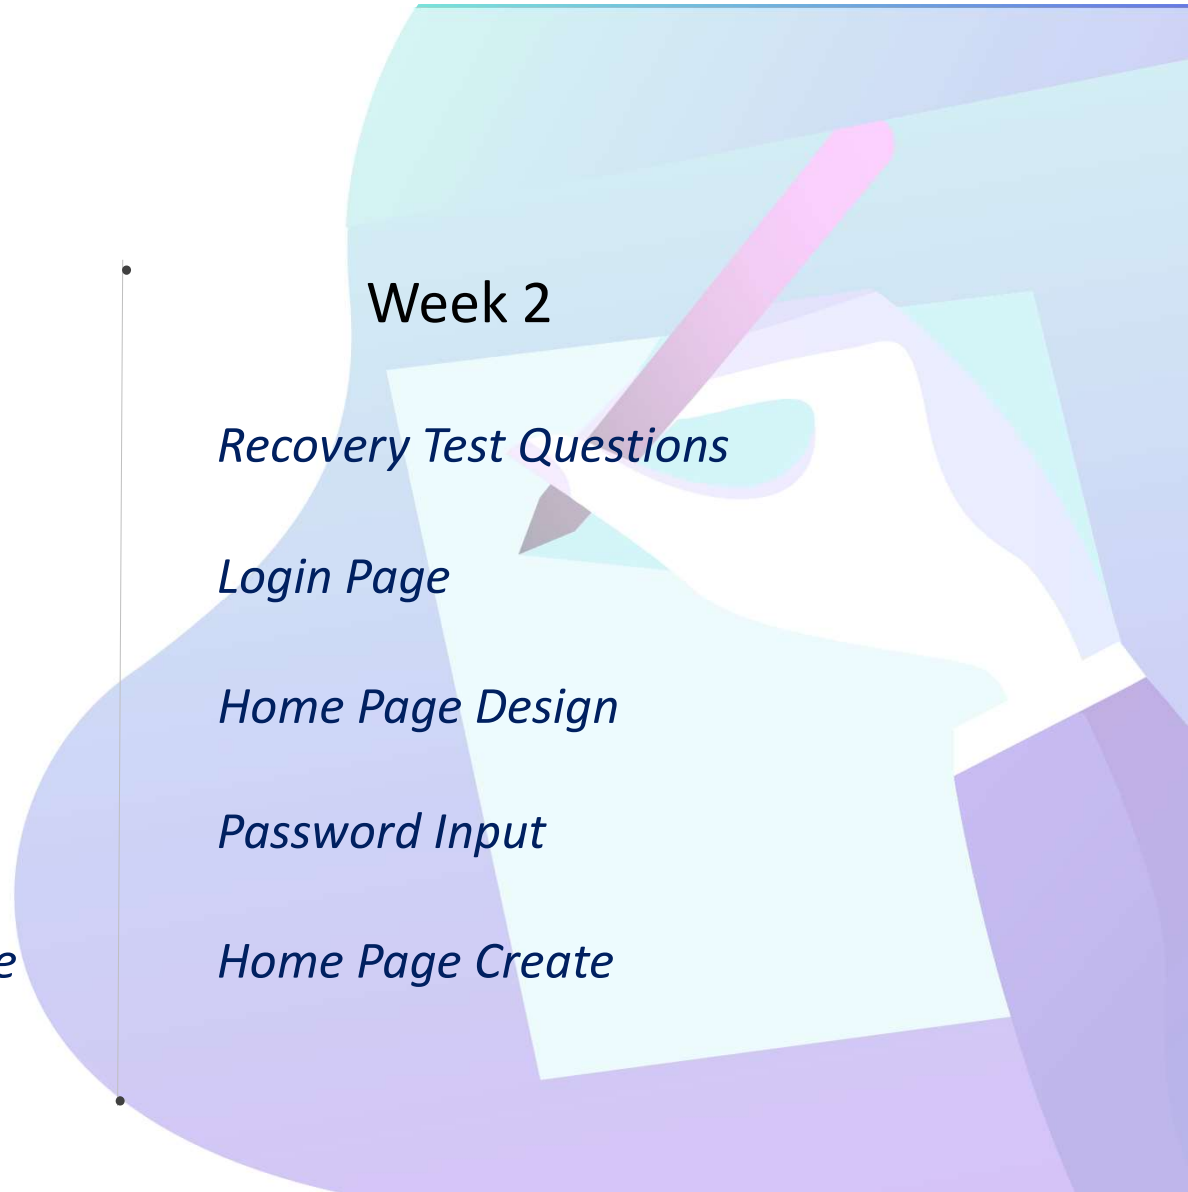 Week 2
Recovery Test Questions
Login Page
Home Page Design
Password Input
Home Page Create